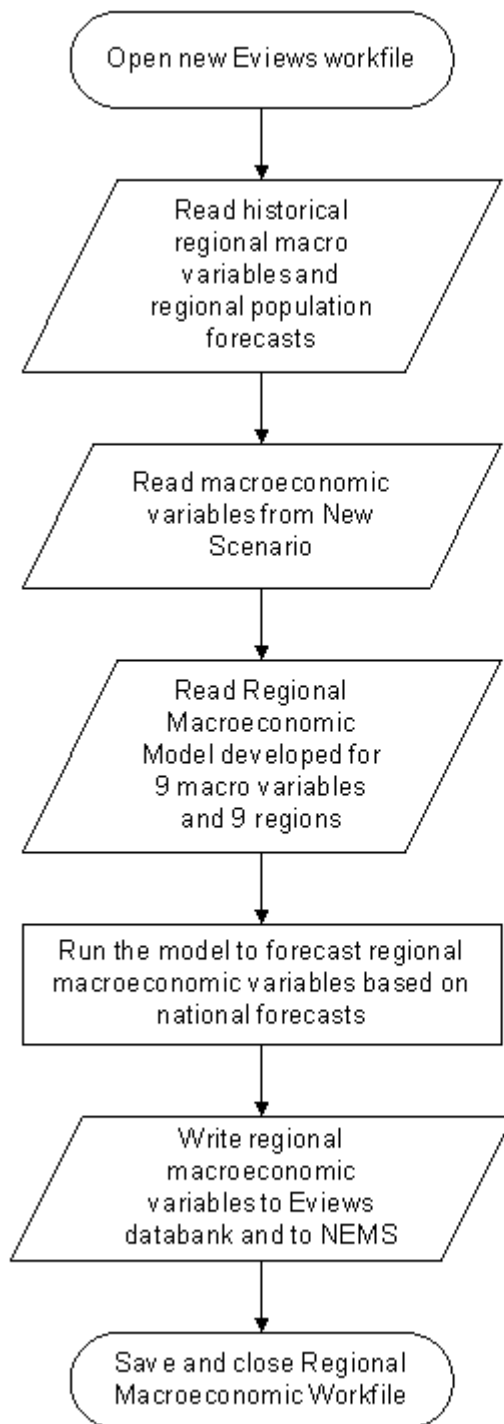 Open new Eviews workfile
Read historical
regional macro
variables and
regional population
forecasts
Read macroeconomic
variables from New
Scenario
Read Regional
Macroeconomic
Model developed for
9 macro variables
and 9 regions
Run the model to forecast regional
macroeconomic variables based on
national forecasts
Write regional
macroeconomic
variables to Eviews
databank and to NEMS
Save and close Regional
Macroeconomic Workfile